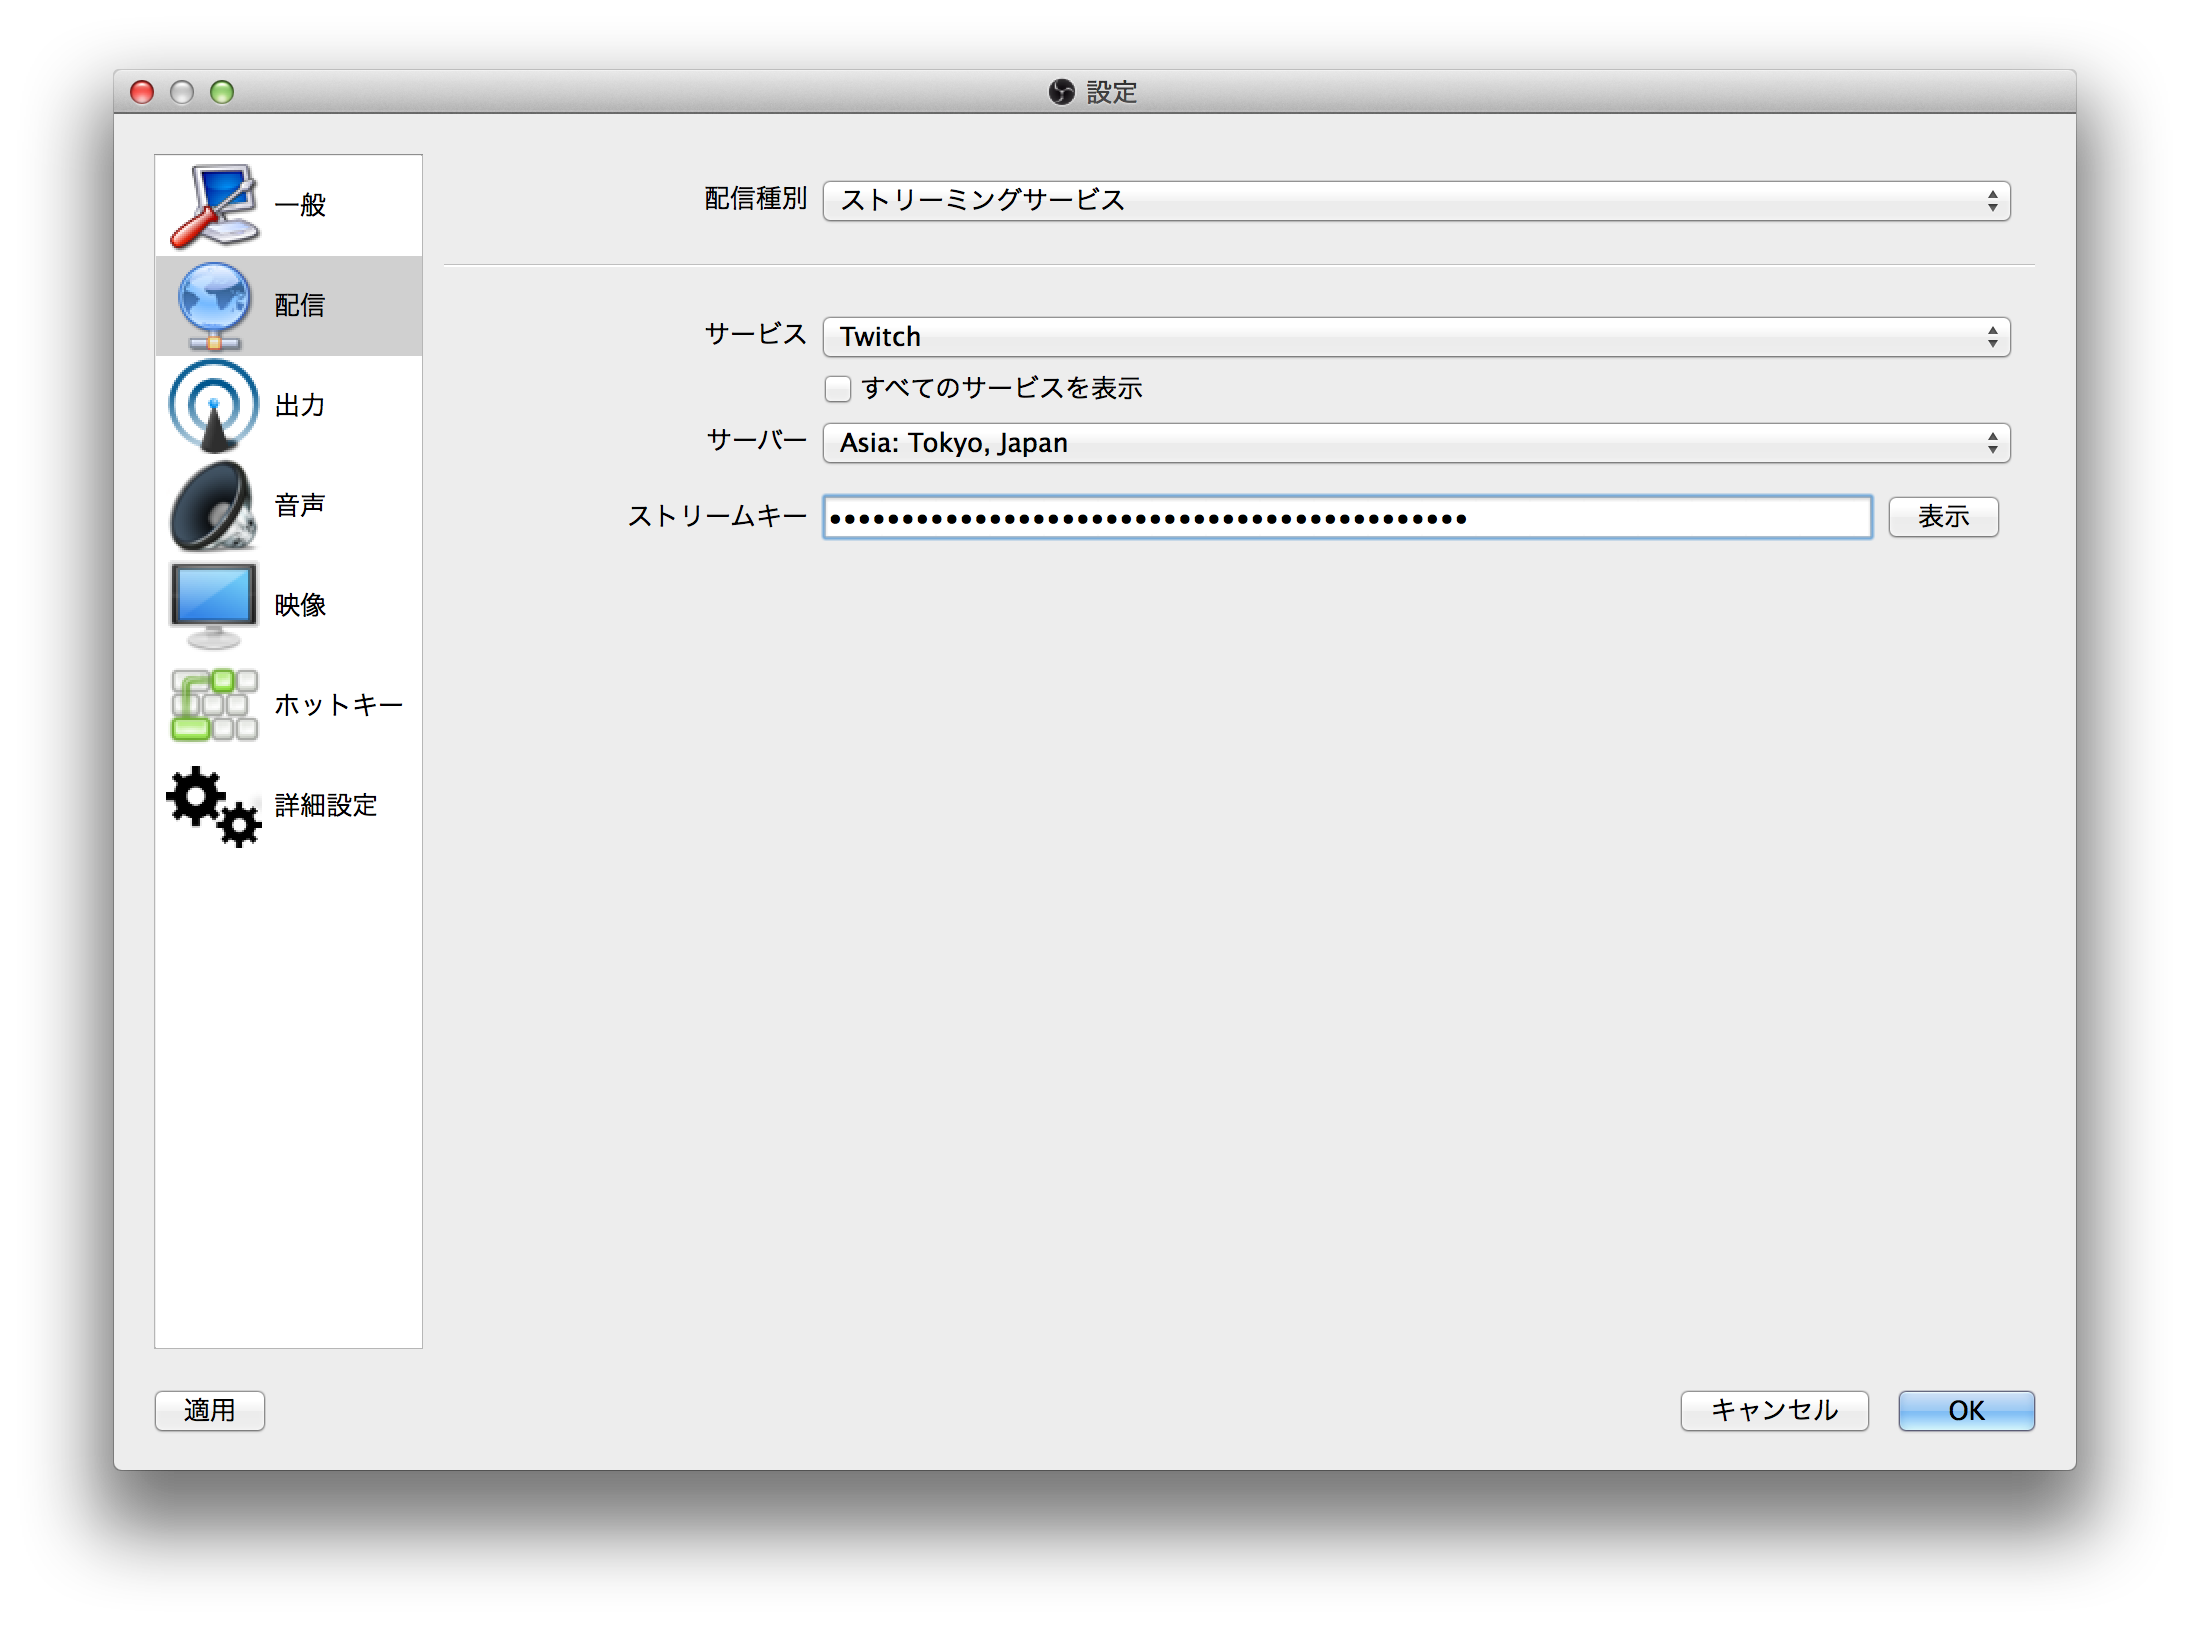 設定
一般
配信
出力
音声
映像
ホットキー
詳細設定
配信種別 ストリーミングサービス
サービス Twitch
すべてのサービスを表示
サーバー Asia: Tokyo, Japan
ストリームキー ●●●●●●●●●●●●●●●●●●●●●●●●●●●●●●●●●●●●●●●●●●●● 表示
適用 キャンセル OK